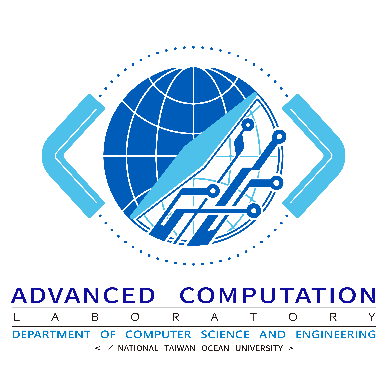 ADVANCED COMPUTATION
LABORATORY
DEPARTMENT OF COMPUTER SCIENCE AND ENGINEERING
< / NATIONAL TAIWAN OCEAN UNIVERSITY >